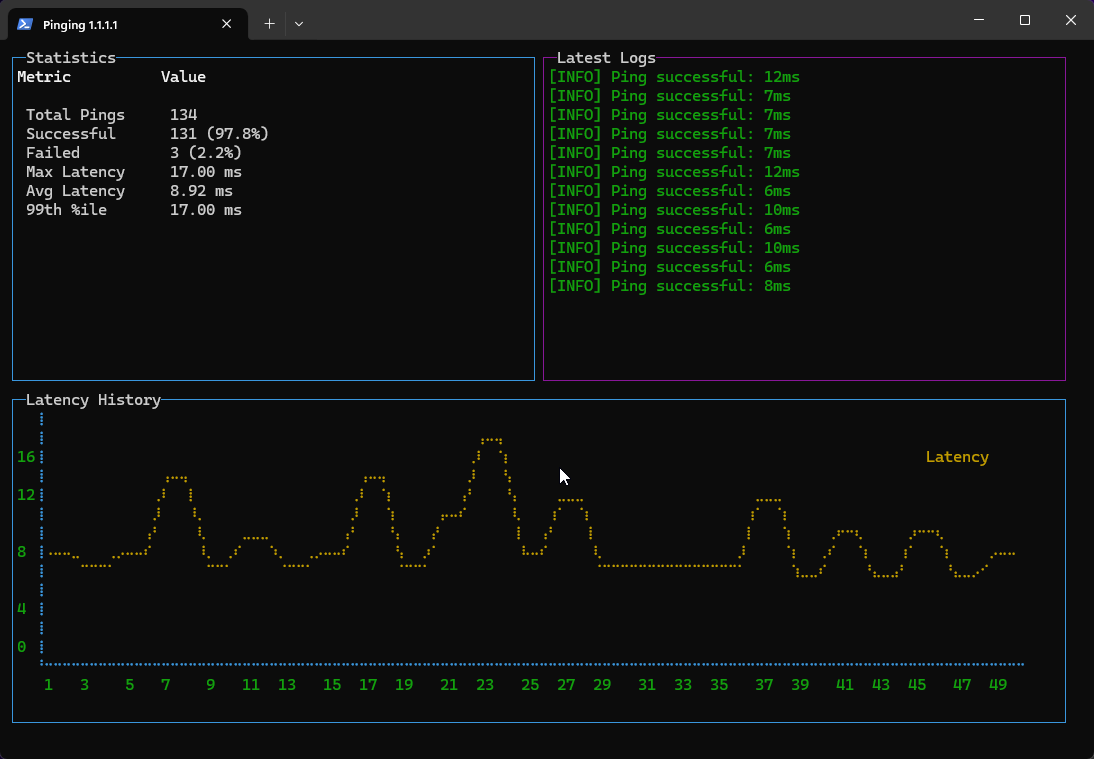 Pinging 1.1.1.1
Statistics
Metric Value
Total Pings 134
Successful 131 (97.8%)
Failed 3 (2.2%)
Max Latency 17.00 ms
Avg Latency 8.92 ms
99th %ile 17.00 ms
Latest Logs
[INFO] Ping successful: 12ms
[INFO] Ping successful: 7ms
[INFO] Ping successful: 7ms
[INFO] Ping successful: 7ms
[INFO] Ping successful: 7ms
[INFO] Ping successful: 12ms
[INFO] Ping successful: 6ms
[INFO] Ping successful: 10ms
[INFO] Ping successful: 6ms
[INFO] Ping successful: 10ms
[INFO] Ping successful: 6ms
[INFO] Ping successful: 8ms
Latency History
16
Latency
12
8
4
0
1 3 5 7 9 11 13 15 17 19 21 23 25 27 29 31 33 35 37 39 41 43 45 47 49